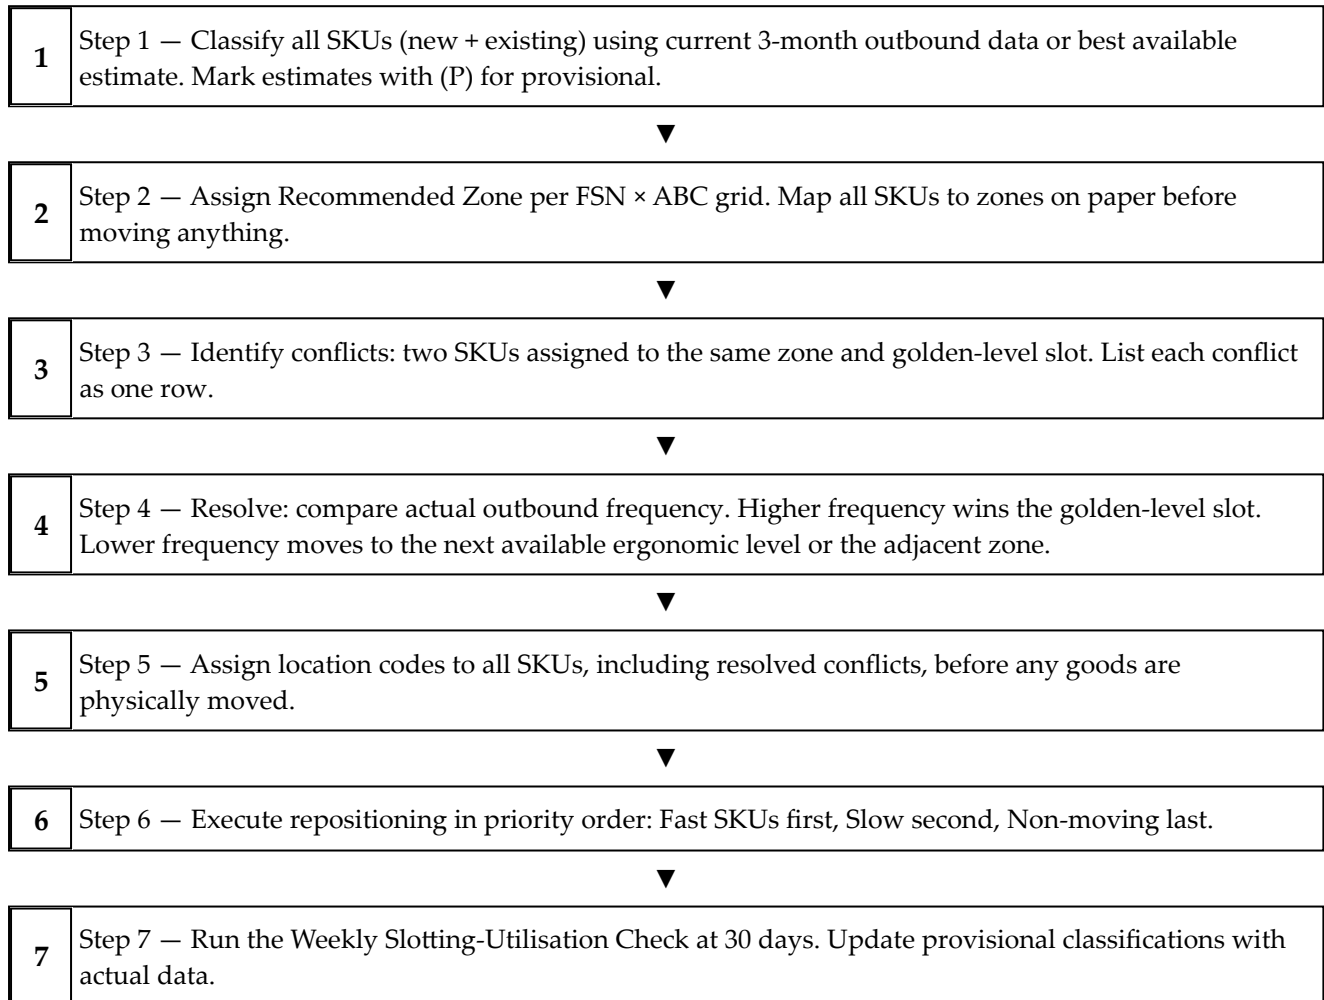 1
Step 1 — Classify all SKUs (new + existing) using current 3-month outbound data or best available
estimate. Mark estimates with (P) for provisional.
▼
2
Step 2 — Assign Recommended Zone per FSN × ABC grid. Map all SKUs to zones on paper before
moving anything.
▼
3
Step 3 — Identify conflicts: two SKUs assigned to the same zone and golden-level slot. List each conflict
as one row.
▼
4
Step 4 — Resolve: compare actual outbound frequency. Higher frequency wins the golden-level slot.
Lower frequency moves to the next available ergonomic level or the adjacent zone.
▼
5
Step 5 — Assign location codes to all SKUs, including resolved conflicts, before any goods are
physically moved.
▼
6
Step 6 — Execute repositioning in priority order: Fast SKUs first, Slow second, Non-moving last.
▼
7
Step 7 — Run the Weekly Slotting-Utilisation Check at 30 days. Update provisional classifications with
actual data.